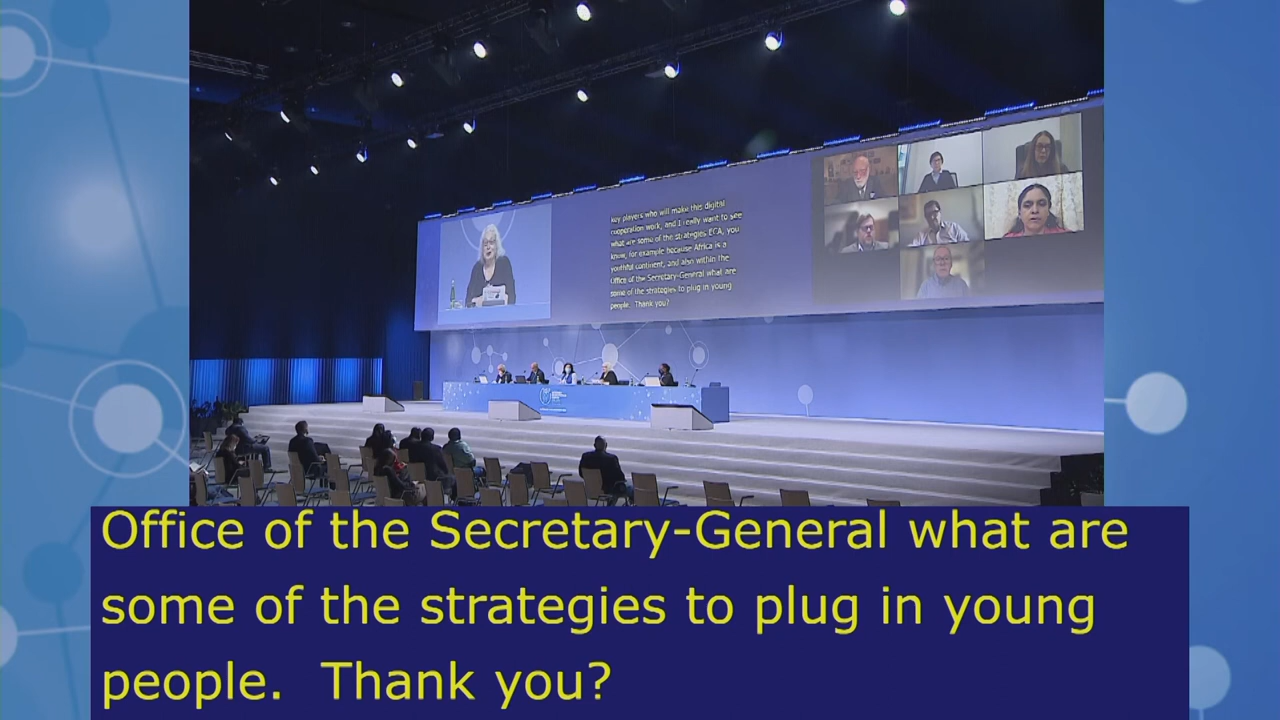 key players who will make this digital
cooperation work, and I really want to see
what are some of the strategies ECA, you
know, for example because Africa is a
youthful continent, and also within the
Office of the Secretary-General what are
some of the strategies to plug in young
people. Thank you?
Office of the Secretary-General what are
some of the strategies to plug in young
people. Thank you?